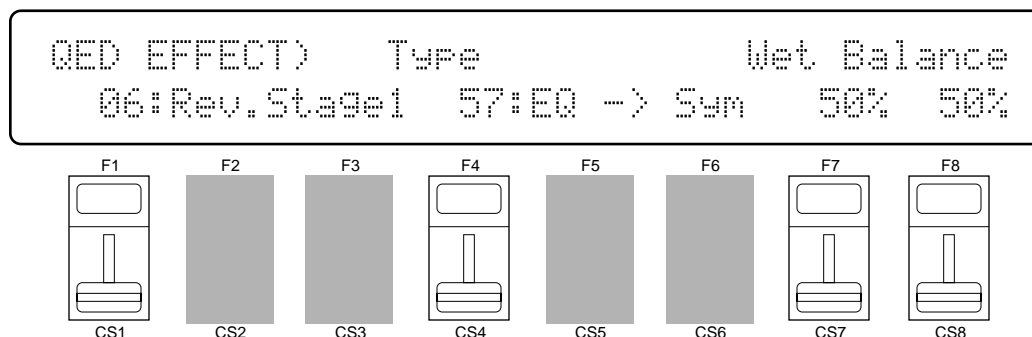 QED EFFECT) Type Wet Balance
06:Rev.Stage1 57:EQ -> Sym 50% 50%
F1 F2 F3 F4 F5 F6 F7 F8
CS1 CS2 CS3 CS4 CS5 CS6 CS7 CS8